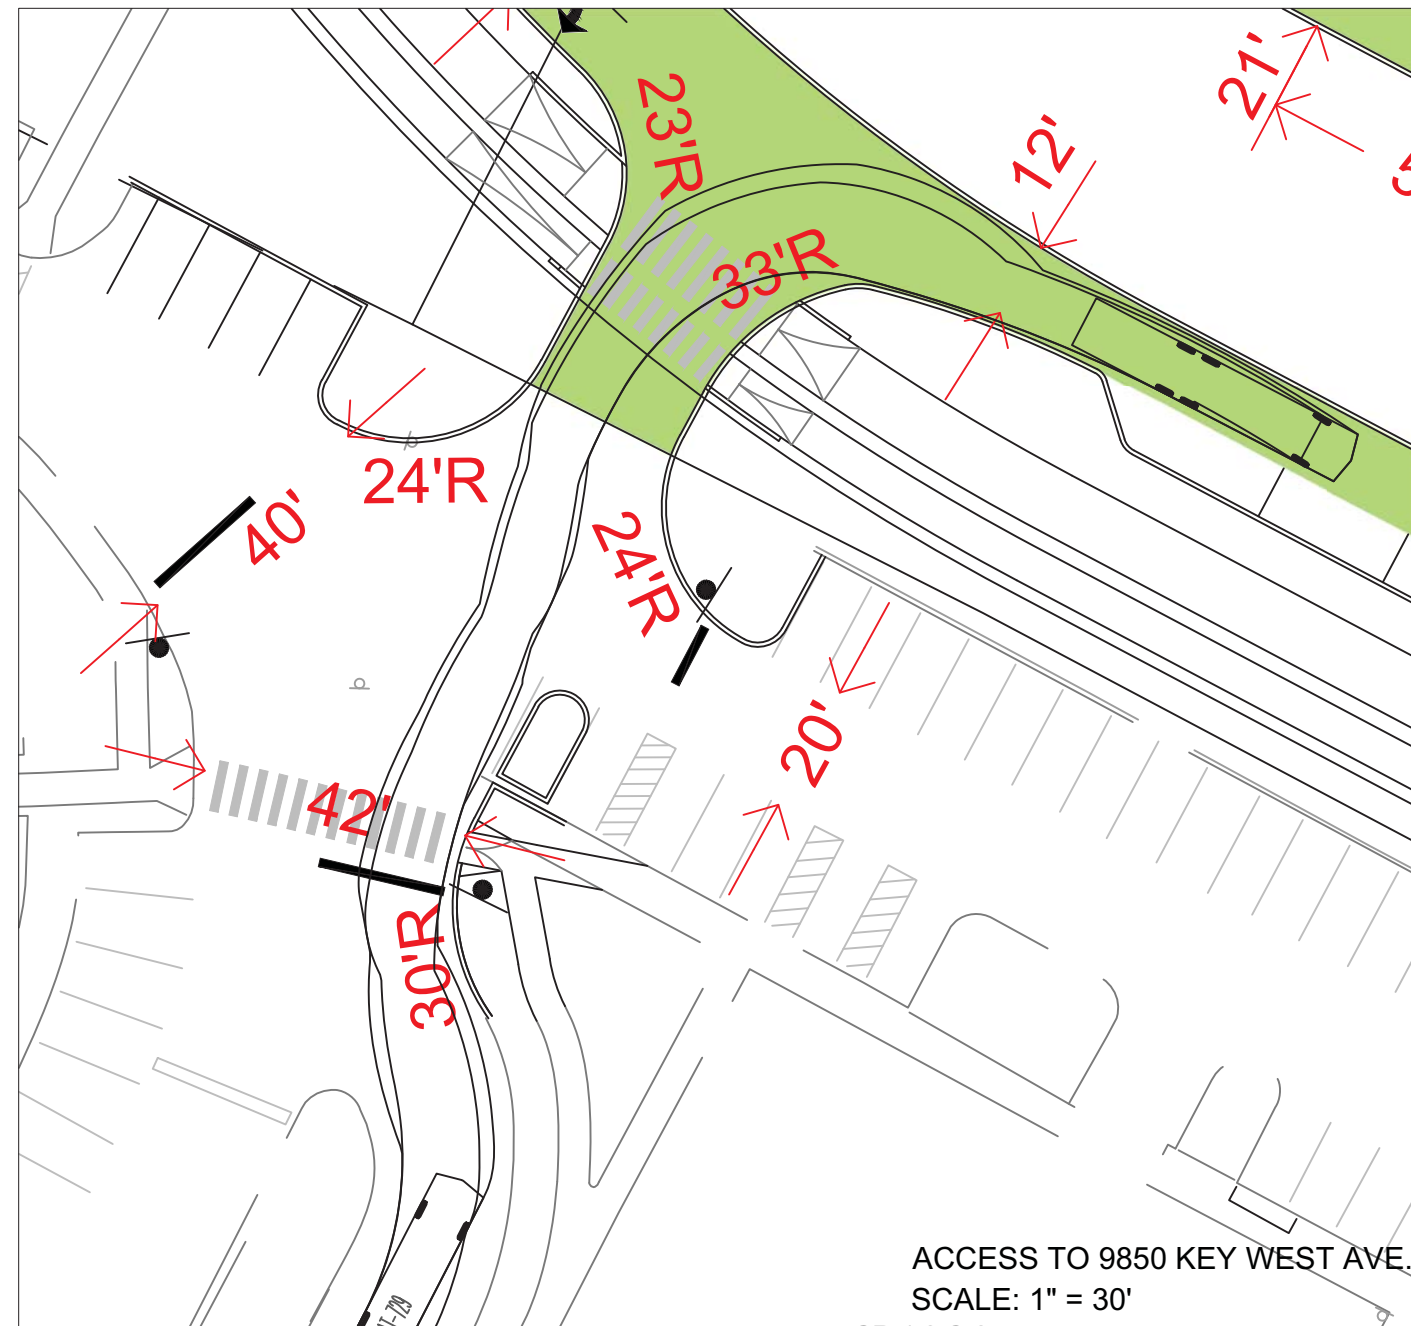 23'R
21'
12'
33'R
24'R
40'
24'R
20'
42'
30'R
ACCESS TO 9850 KEY WEST AVE.
SCALE: 1" = 30'